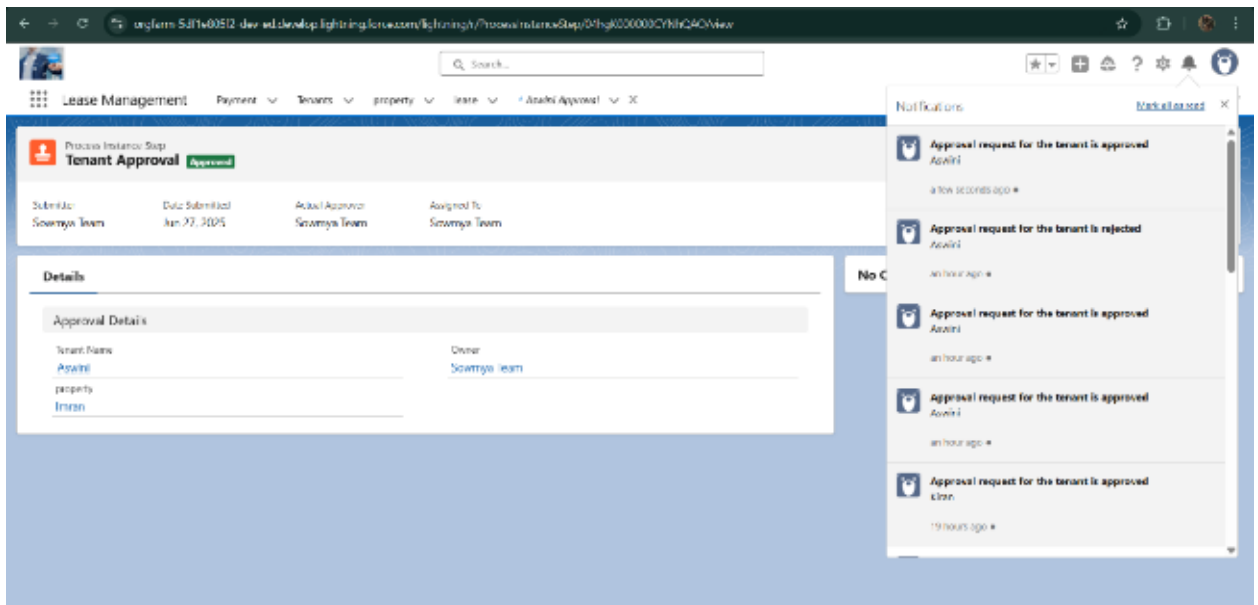 Search...
Lease Management
Payment
Tenants
property
lease
* Aswini Approval
Process Instance Step
Tenant Approval
Approved
Submitter
Date Submitted
Actual Approver
Assigned To
Sowmya Team
Jun 27, 2025
Sowmya Team
Sowmya Team
Details
Approval Details
Tenant Name
Owner
Aswini
Sowmya Team
property
Imran
No
Notifications
Mark all as read
Approval request for the tenant is approved
Aswini
a few seconds ago
Approval request for the tenant is rejected
Aswini
an hour ago
Approval request for the tenant is approved
Aswini
an hour ago
Approval request for the tenant is approved
Aswini
an hour ago
Approval request for the tenant is approved
Kiran
19 hours ago